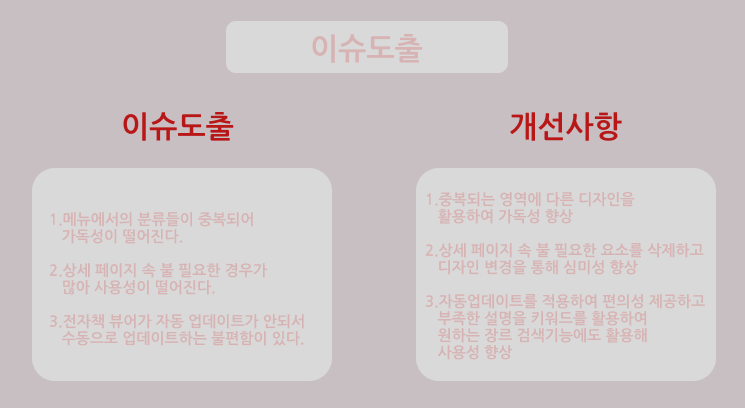 이슈도출
이슈도출
1.메뉴에서의 분류들이 중복되어
가독성이 떨어진다.
2.상세 페이지 속 불 필요한 경우가
많아 사용성이 떨어진다.
3.전자책 뷰어가 자동 업데이트가 안되서
수동으로 업데이트하는 불편함이 있다.
개선사항
1.중복되는 영역에 다른 디자인을
활용하여 가독성 향상
2.상세 페이지 속 불 필요한 요소를 삭제하고
디자인 변경을 통해 심미성 향상
3.자동업데이트를 적용하여 편의성 제공하고
부족한 설명을 키워드를 활용하여
원하는 장르 검색기능에도 활용해
사용성 향상